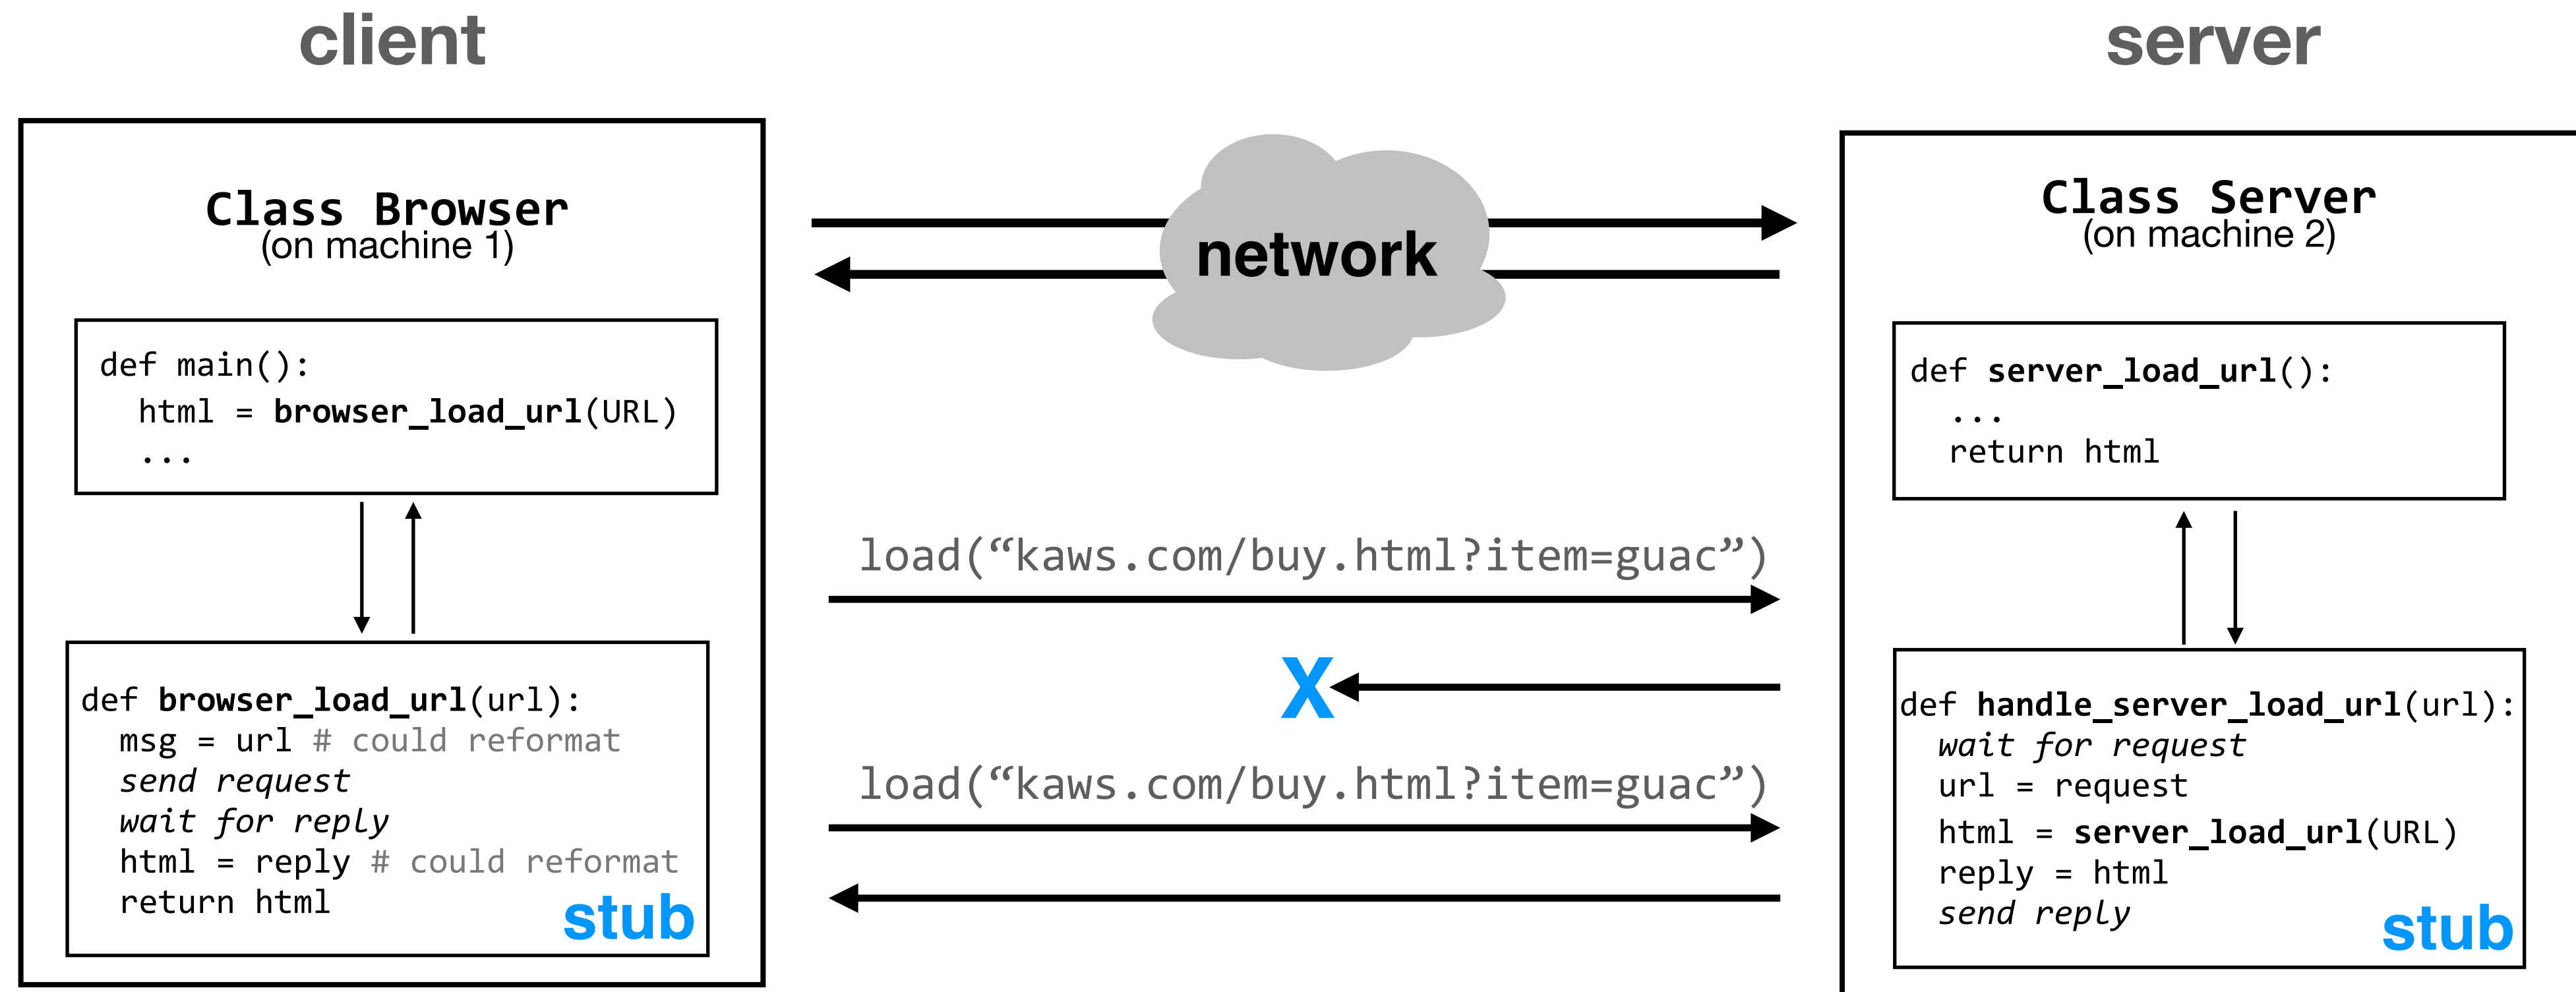 client
server
Class Browser
(on machine 1)
def main():
html = browser_load_url(URL)
...
def browser_load_url(url):
msg = url # could reformat
send request
wait for reply
html = reply # could reformat
return html
stub
network
load(“kaws.com/buy.html?item=guac”)
X
load(“kaws.com/buy.html?item=guac”)
Class Server
(on machine 2)
def server_load_url():
...
return html
def handle_server_load_url(url):
wait for request
url = request
html = server_load_url(URL)
reply = html
send reply
stub